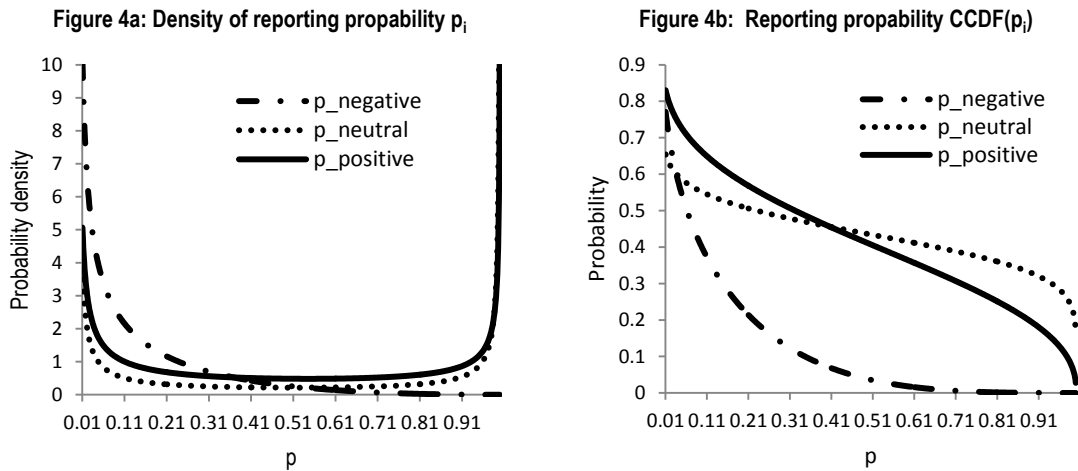 Figure 4a: Density of reporting propability pi
10
9
8
7
6
5
4
3
2
1
0
Probability density
p_negative
p_neutral
p_positive
0.01 0.11 0.21 0.31 0.41 0.51 0.61 0.71 0.81 0.91
p
Figure 4b: Reporting propability CCDF(pi)
0.9
0.8
0.7
0.6
0.5
0.4
0.3
0.2
0.1
0
Probability
p_negative
p_neutral
p_positive
0.01 0.11 0.21 0.31 0.41 0.51 0.61 0.71 0.81 0.91
p